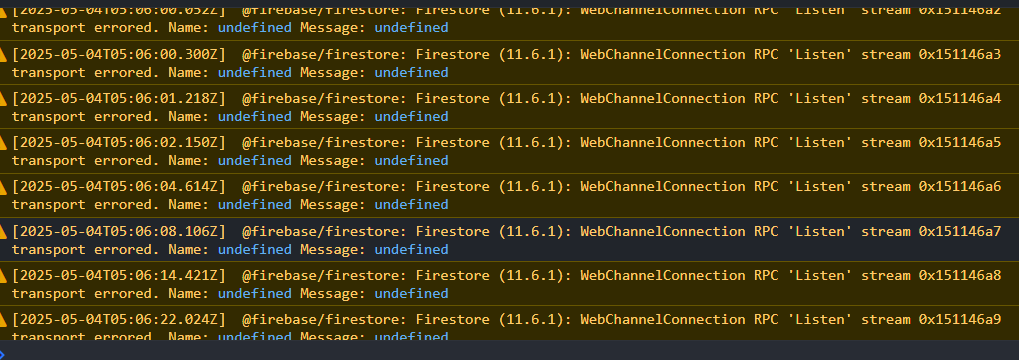 [2025-05-04T05:06:00.052Z]  @firebase/firestore: Firestore (11.6.1): WebChannelConnection RPC 'Listen' stream 0x151146a2
transport errored. Name: undefined Message: undefined
[2025-05-04T05:06:00.300Z]  @firebase/firestore: Firestore (11.6.1): WebChannelConnection RPC 'Listen' stream 0x151146a3
transport errored. Name: undefined Message: undefined
[2025-05-04T05:06:01.218Z]  @firebase/firestore: Firestore (11.6.1): WebChannelConnection RPC 'Listen' stream 0x151146a4
transport errored. Name: undefined Message: undefined
[2025-05-04T05:06:02.150Z]  @firebase/firestore: Firestore (11.6.1): WebChannelConnection RPC 'Listen' stream 0x151146a5
transport errored. Name: undefined Message: undefined
[2025-05-04T05:06:04.614Z]  @firebase/firestore: Firestore (11.6.1): WebChannelConnection RPC 'Listen' stream 0x151146a6
transport errored. Name: undefined Message: undefined
[2025-05-04T05:06:08.106Z]  @firebase/firestore: Firestore (11.6.1): WebChannelConnection RPC 'Listen' stream 0x151146a7
transport errored. Name: undefined Message: undefined
[2025-05-04T05:06:14.421Z]  @firebase/firestore: Firestore (11.6.1): WebChannelConnection RPC 'Listen' stream 0x151146a8
transport errored. Name: undefined Message: undefined
[2025-05-04T05:06:22.024Z]  @firebase/firestore: Firestore (11.6.1): WebChannelConnection RPC 'Listen' stream 0x151146a9
transport errored. Name: undefined Message: undefined